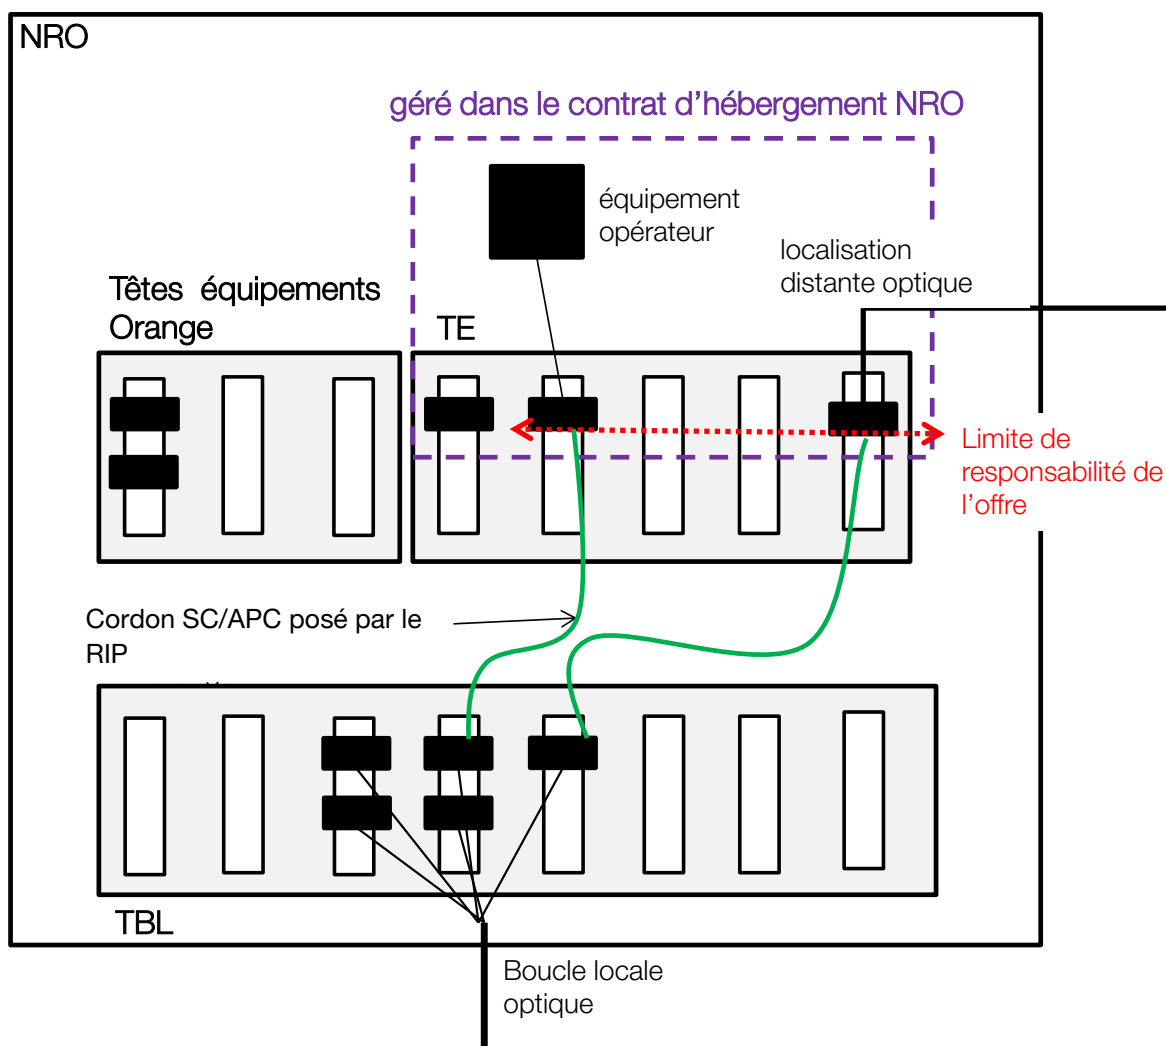 NRO
géré dans le contrat d’hébergement NRO
équipement
opérateur
localisation
distante optique
Têtes équipements
Orange
TE
Limite de
responsabilité de
l’offre
Cordon SC/APC posé par le
RIP
TBL
Boucle locale
optique